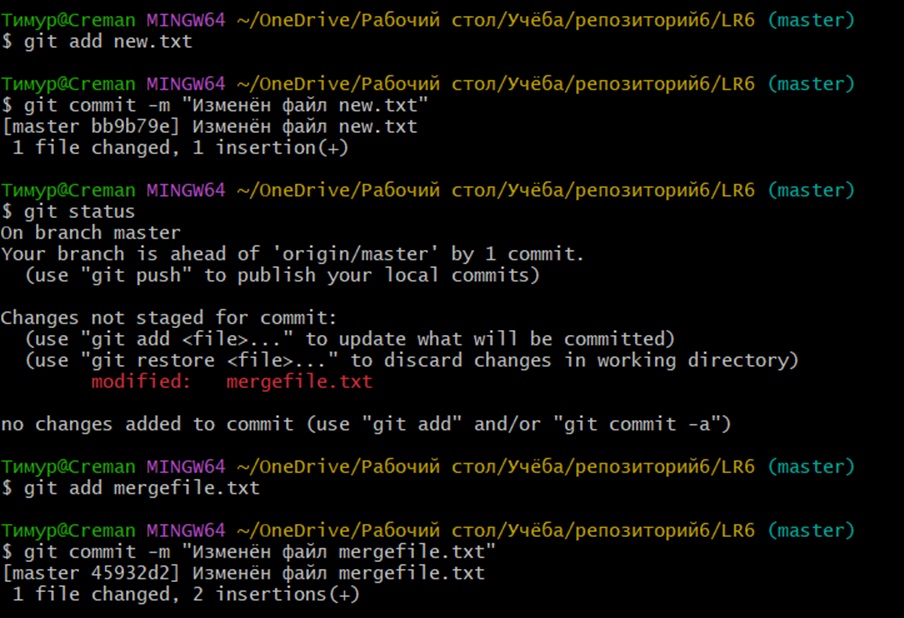 Тимур@Creman MINGW64 ~/OneDrive/Рабочий стол/Учёба/репозиторий6/LR6 (master)
$ git add new.txt
Тимур@Creman MINGW64 ~/OneDrive/Рабочий стол/Учёба/репозиторий6/LR6 (master)
$ git commit -m "Изменён файл new.txt"
[master bb9b79e] Изменён файл new.txt
 1 file changed, 1 insertion(+)
Тимур@Creman MINGW64 ~/OneDrive/Рабочий стол/Учёба/репозиторий6/LR6 (master)
$ git status
On branch master
Your branch is ahead of 'origin/master' by 1 commit.
  (use "git push" to publish your local commits)
Changes not staged for commit:
  (use "git add <file>..." to update what will be committed)
  (use "git restore <file>..." to discard changes in working directory)
        modified:   mergefile.txt
no changes added to commit (use "git add" and/or "git commit -a")
Тимур@Creman MINGW64 ~/OneDrive/Рабочий стол/Учёба/репозиторий6/LR6 (master)
$ git add mergefile.txt
Тимур@Creman MINGW64 ~/OneDrive/Рабочий стол/Учёба/репозиторий6/LR6 (master)
$ git commit -m "Изменён файл mergefile.txt"
[master 45932d2] Изменён файл mergefile.txt
 1 file changed, 2 insertions(+)